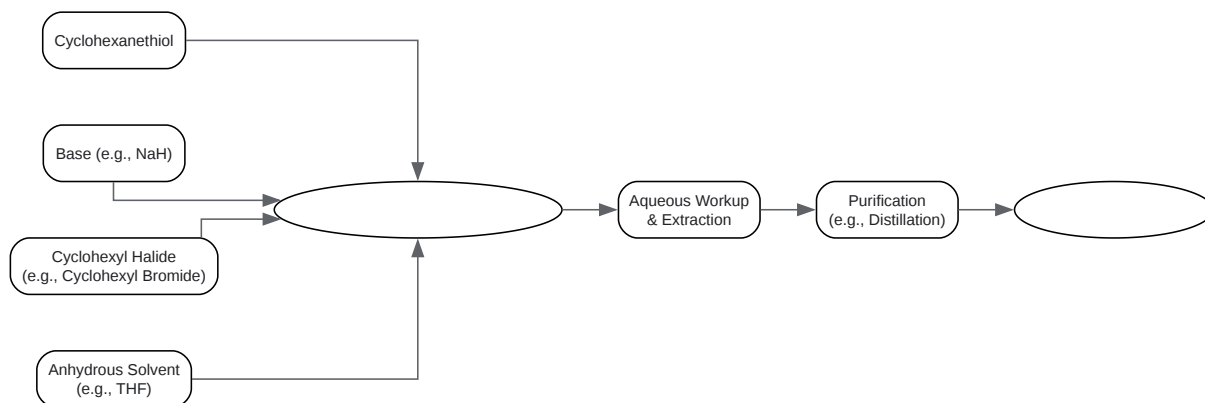 Cyclohexanethiol
Base (e.g., NaH)
Cyclohexyl Halide
(e.g., Cyclohexyl Bromide)
Anhydrous Solvent
(e.g., THF)
Aqueous Workup
& Extraction
Purification
(e.g., Distillation)